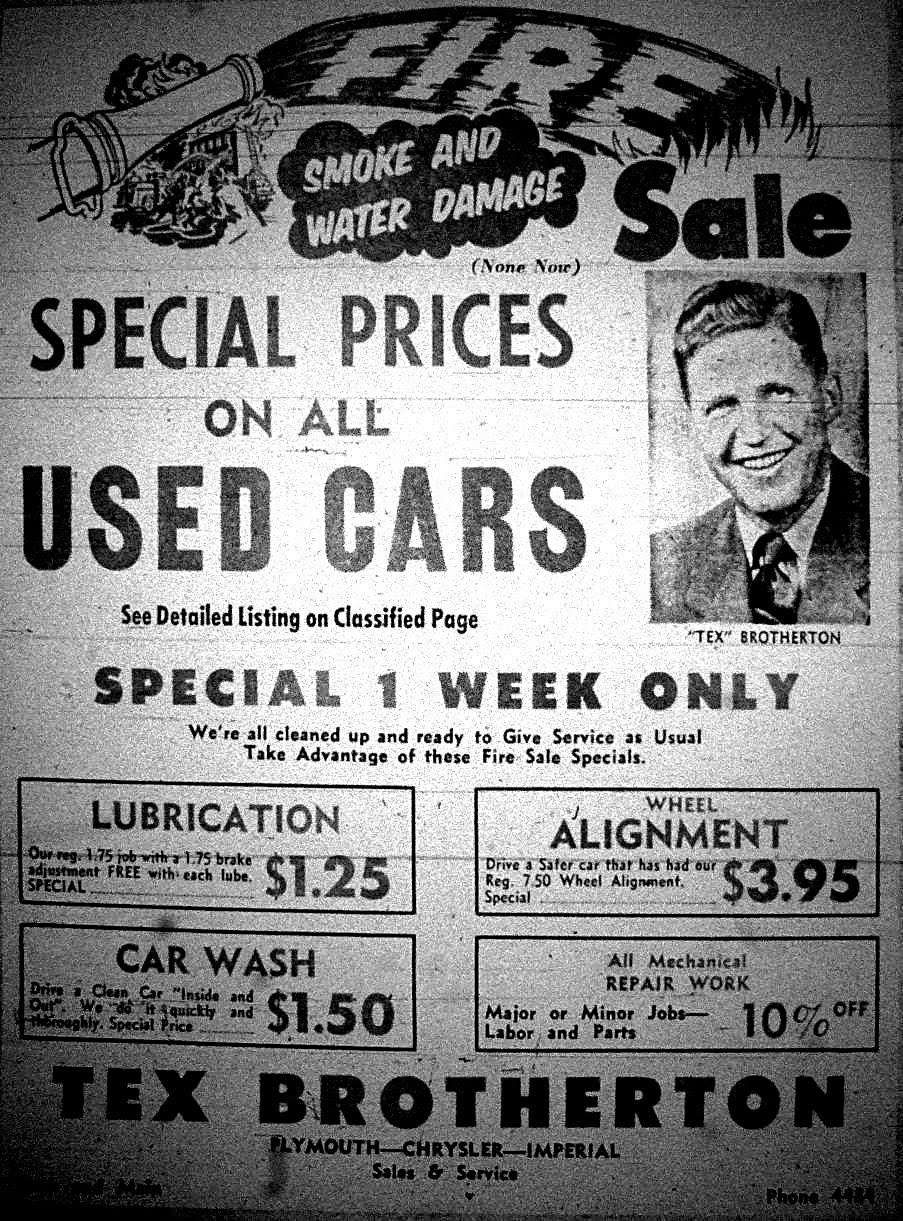 FIRE
SMOKE AND
WATER DAMAGE
Sale
(None Now)
SPECIAL PRICES
ON ALL
USED CARS
See Detailed Listing on Classified Page
"TEX" BROTHERTON
SPECIAL 1 WEEK ONLY
We're all cleaned up and ready to Give Service as Usual
Take Advantage of these Fire Sale Specials.
LUBRICATION
Our reg. 1.75 job with a 1.75 brake
adjustment FREE with each lube.
SPECIAL
$1.25
WHEEL
ALIGNMENT
Drive a Safer car that has had our
Reg. 7.50 Wheel Alignment.
Special
$3.95
CAR WASH
Drive a Clean Car "Inside and
Out". We do it quickly and
thoroughly. Special Price
$1.50
All Mechanical
REPAIR WORK
Major or Minor Jobs—
Labor and Parts
10% OFF
TEX BROTHERTON
PLYMOUTH—CHRYSLER—IMPERIAL
Sales & Service
and Main
Phone